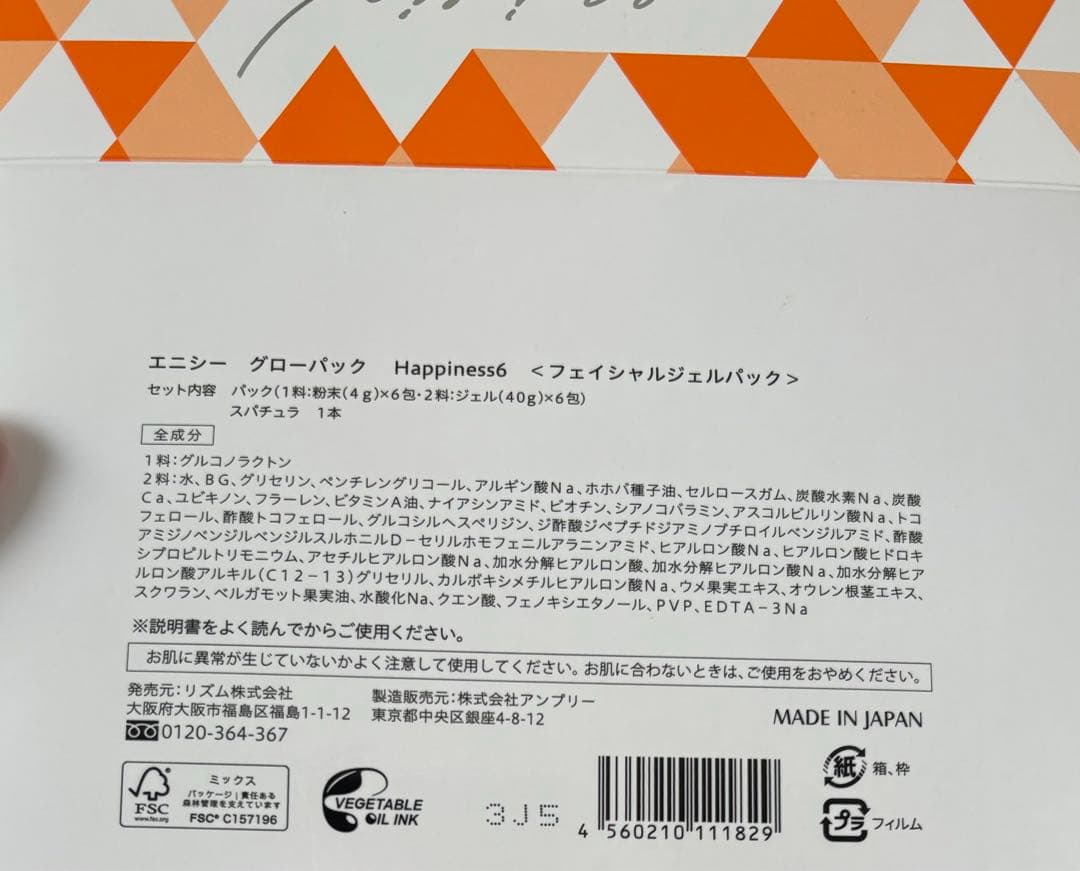 エニシー グローパック Happiness6 ＜フェイシャルジェルパック＞
セット内容 パック(1料:粉末(4g)×6包・2料:ジェル(40g)×6包)
スパチュラ 1本
全成分
1料:グルコノラクトン
2料:水、BG、グリセリン、ペンチレングリコール、アルギン酸Na、ホホバ種子油、セルロースガム、炭酸水素Na、炭酸
Ca、ユビキノン、フラーレン、ビタミンA油、ナイアシンアミド、ビオチン、シアノコバラミン、アスコルビルリン酸Na、トコ
フェロール、酢酸トコフェロール、グルコシルヘスペリジン、ジ酢酸ジペプチドジアミノブチロイルベンジルアミド、酢酸
アミジノベンジルベンジルスルホニルD－セリルホモフェニルアラニンアミド、ヒアルロン酸Na、ヒアルロン酸ヒドロキ
シプロピルトリモニウム、アセチルヒアルロン酸Na、加水分解ヒアルロン酸、加水分解ヒアルロン酸Na、加水分解ヒア
ルロン酸アルキル(C12－13)グリセリル、カルボキシメチルヒアルロン酸Na、ウメ果実エキス、オウレン根茎エキス、
スクワラン、ベルガモット果実油、水酸化Na、クエン酸、フェノキシエタノール、PVP、EDTA－3Na
※説明書をよく読んでからご使用ください。
お肌に異常が生じていないかよく注意して使用してください。お肌に合わないときは、ご使用をおやめください。
発売元:リズム株式会社
大阪府大阪市福島区福島1-1-12
0120-364-367
製造販売元:株式会社アンプリー
東京都中央区銀座4-8-12
MADE IN JAPAN
FSC
www.fsc.org
ミックス
パッケージ|責任ある
森林管理を支えています
FSC® C157196
VEGETABLE
OIL INK
3J5
4 560210 111829
紙 箱、枠
プラ フィルム